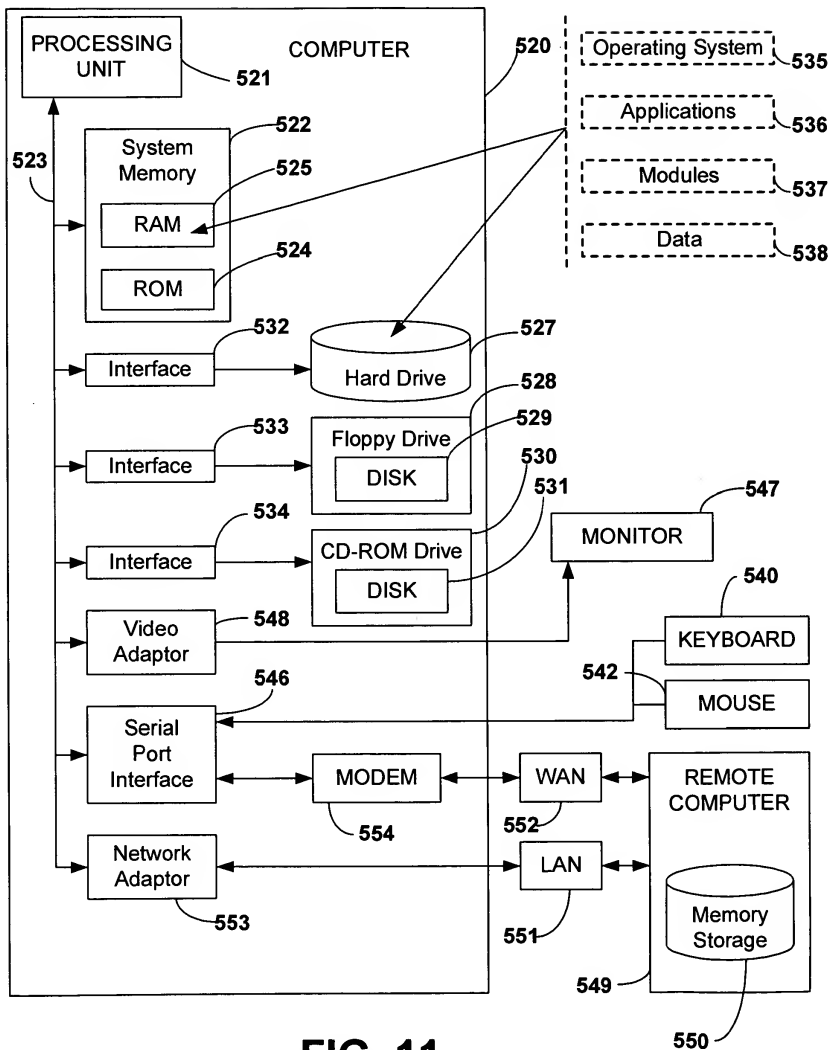 PROCESSING
UNIT
521
COMPUTER
520
Operating System
535
Applications
536
Modules
537
Data
538
523
522
System
Memory
525
RAM
524
ROM
532
Interface
527
Hard Drive
528
533
Interface
Floppy Drive
529
DISK
530
531
534
Interface
CD-ROM Drive
DISK
547
MONITOR
548
Video
Adaptor
540
KEYBOARD
542
MOUSE
546
Serial
Port
Interface
MODEM
554
WAN
552
REMOTE
COMPUTER
Network
Adaptor
553
LAN
551
Memory
Storage
549
550
FIG. 11